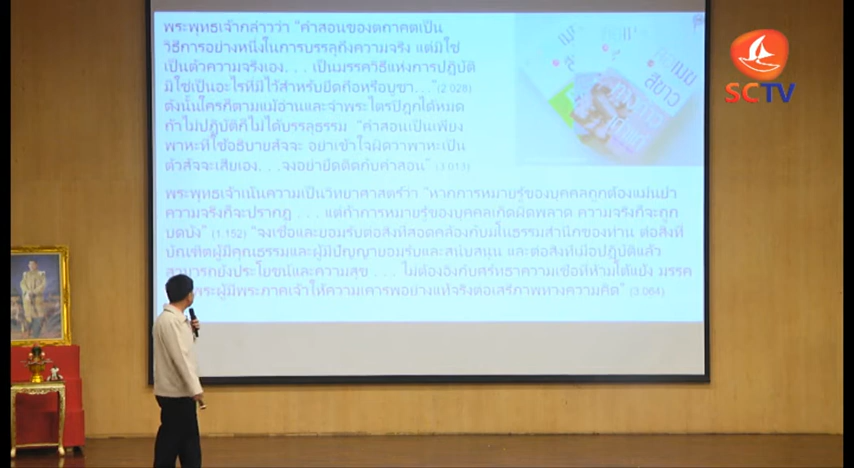 พระพุทธเจ้ากล่าวว่า "คำสอนของตถาคตเป็น
วิธีการอย่างหนึ่งในการบรรลุถึงความจริง แต่มิใช่
เป็นตัวความจริงเอง. . . เป็นมรรควิธีแห่งการปฏิบัติ
มิใช่เป็นอะไรที่มีไว้สำหรับยึดถือหรือบูชา. . ." (2.028)
ดังนั้นใครก็ตามแม้อ่านและจำพระไตรปิฎกได้หมด
ถ้าไม่ปฏิบัติก็ไม่ได้บรรลุธรรม "คำสอนเป็นเพียง
พาหะที่ใช้อธิบายสัจจะ อย่าเข้าใจผิดว่าพาหะเป็น
ตัวสัจจะเสียเอง. . .จงอย่ายึดติดกับคำสอน" (3.013)
พระพุทธเจ้าเน้นความเป็นวิทยาศาสตร์ว่า "หากการหมายรู้ของบุคคลถูกต้องแม่นยำ
ความจริงก็จะปรากฏ . . . แต่ถ้าการหมายรู้ของบุคคลเกิดผิดพลาด ความจริงก็จะถูก
บดบัง" (1.152) "จงเชื่อและยอมรับต่อสิ่งที่สอดคล้องกับมโนธรรมสำนึกของท่าน ต่อสิ่งที่
บัณฑิตผู้มีคุณธรรมและผู้มีปัญญายอมรับและสนับสนุน และต่อสิ่งที่เมื่อปฏิบัติแล้ว
สามารถยังประโยชน์และความสุข . . . ไม่ต้องอิงกับศรัทธาความเชื่อที่ห้ามโต้แย้ง มรรค
พระผู้มีพระภาคเจ้าให้ความเคารพอย่างแท้จริงต่อเสรีภาพทางความคิด" (3.064)
SCTV